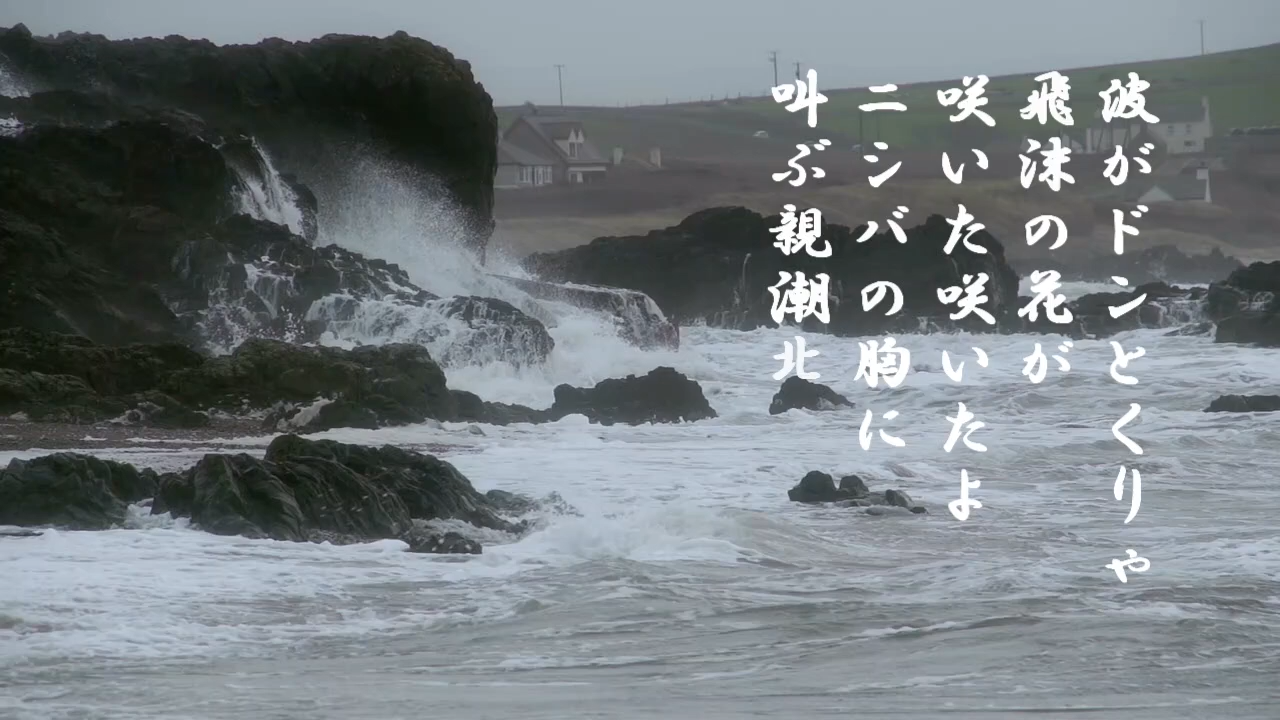 波がドンとくりゃ
飛沫の花が
咲いた咲いたよ
ニシバの胸に
叫ぶ親潮北